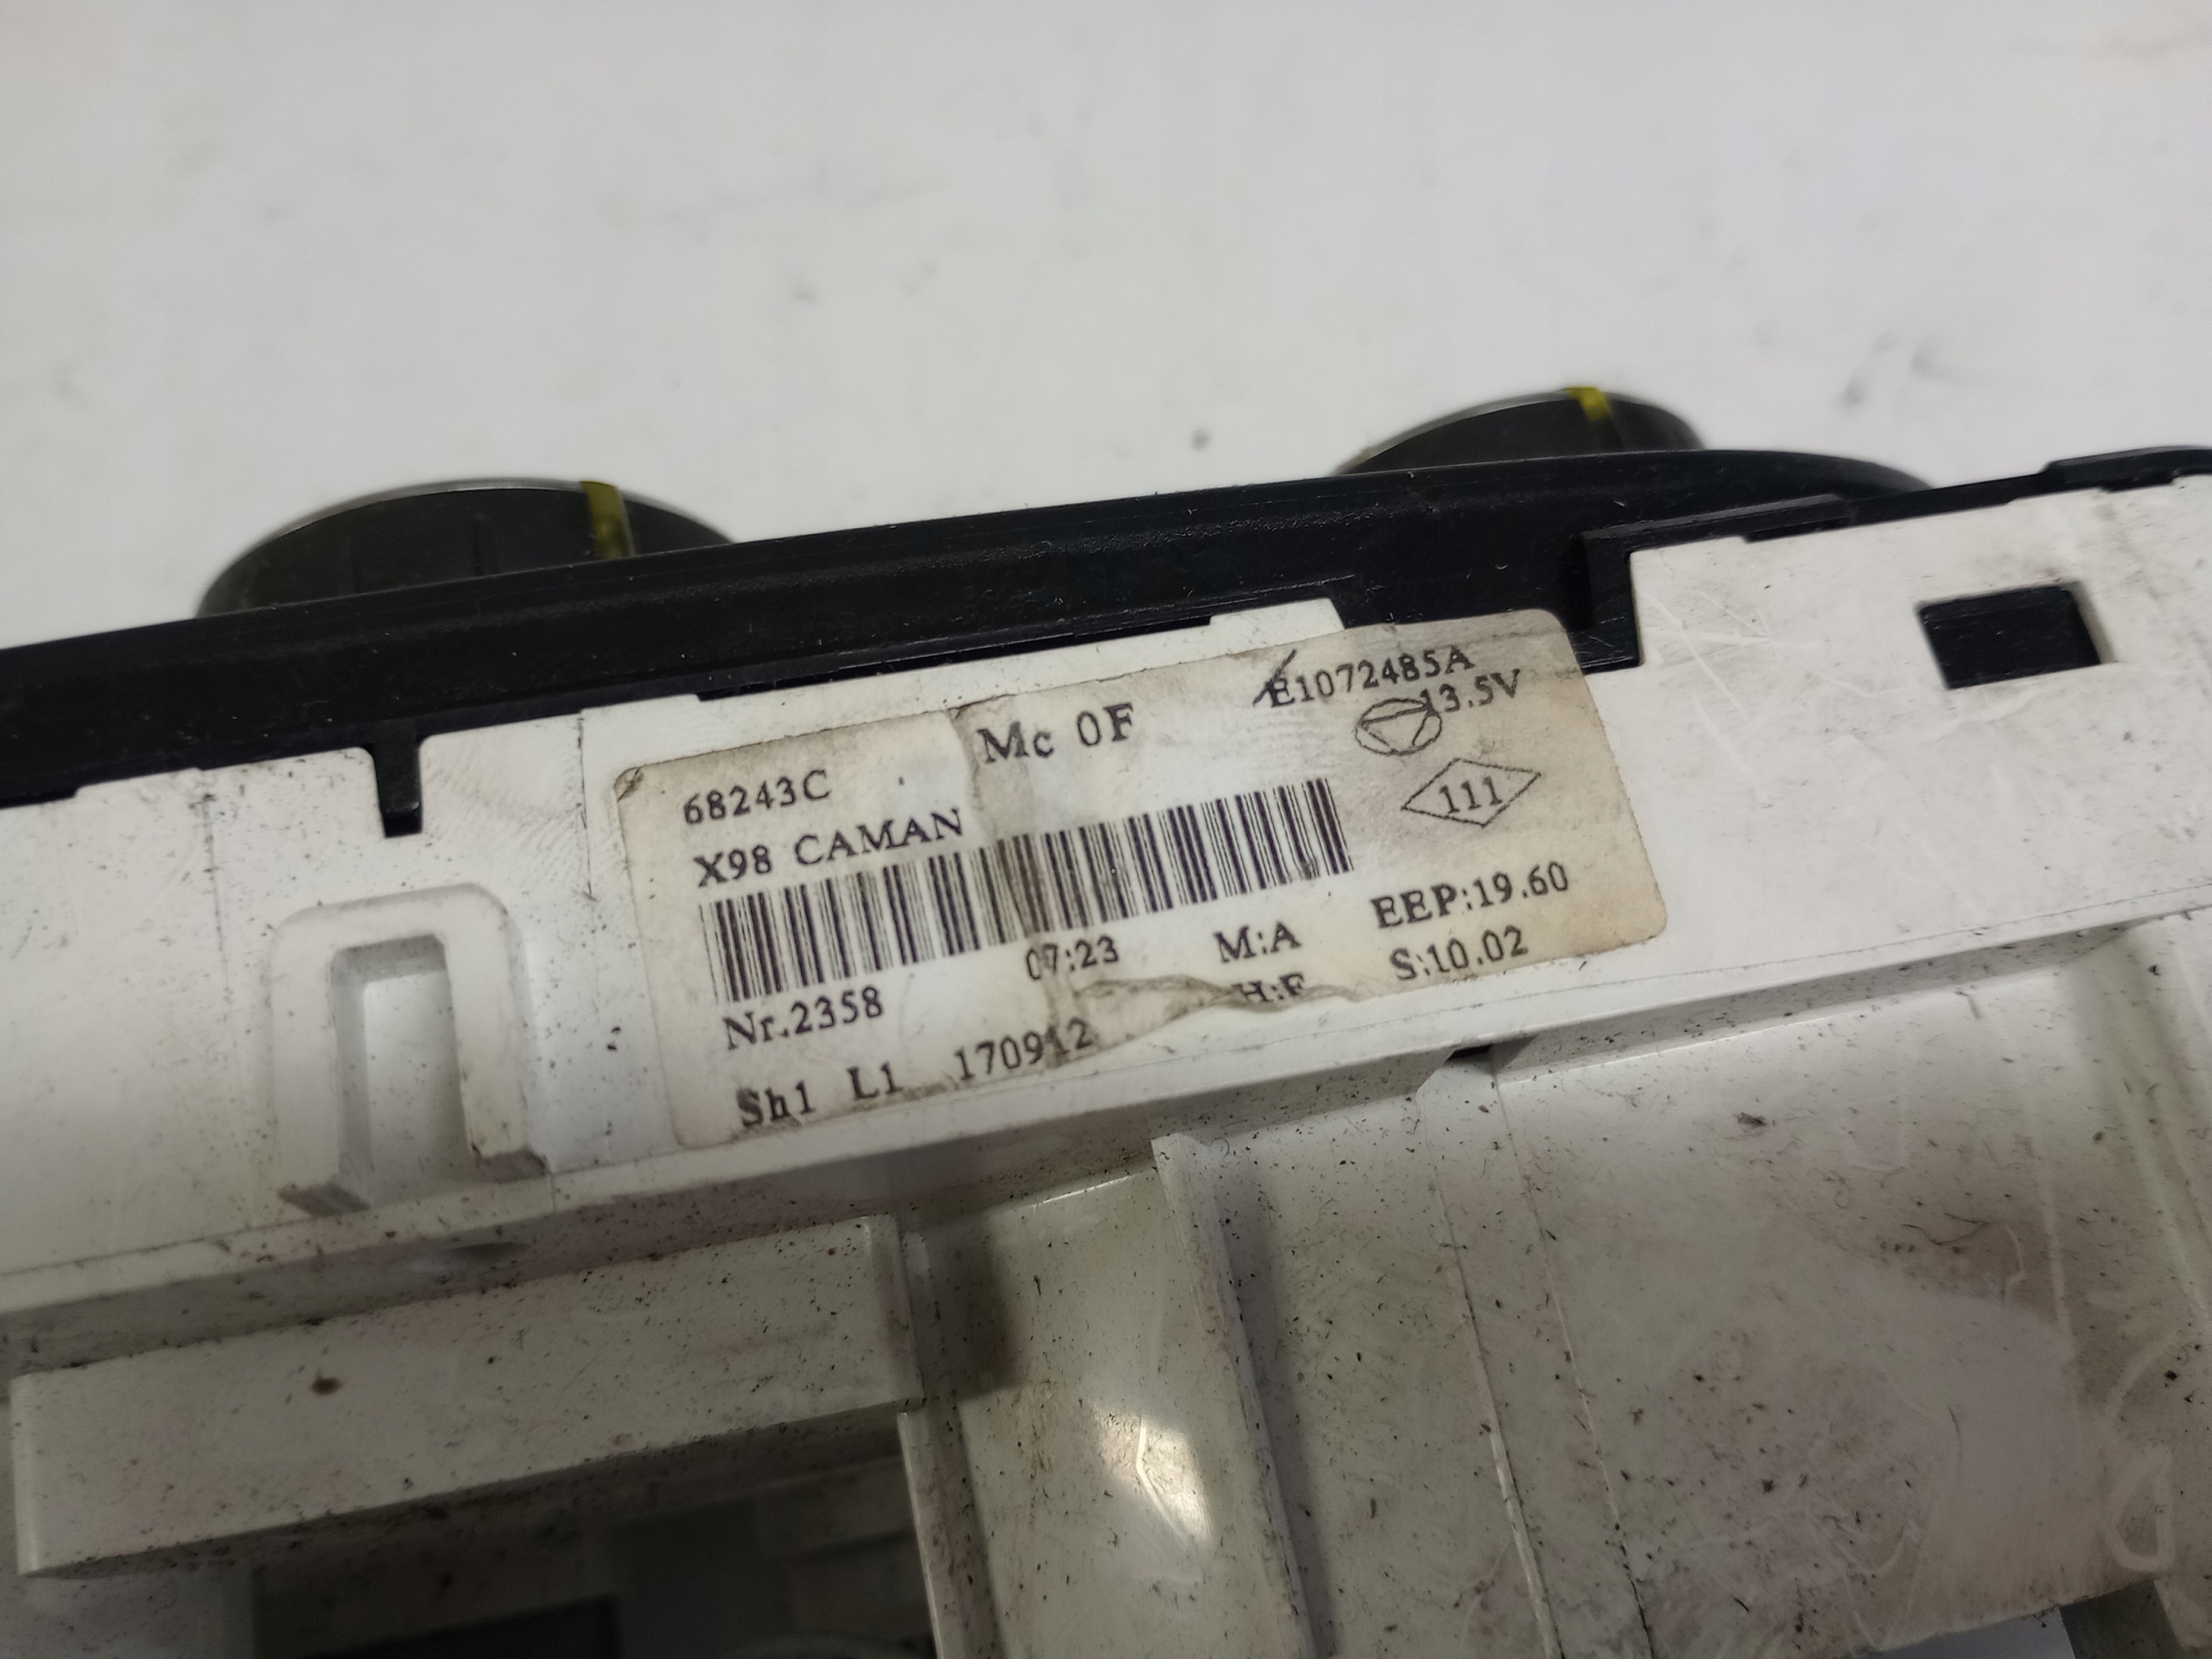 68243C Mc 0F E1072485A
13.5V
X98 CAMAN 111
07:23 M:A EEP:19.60
Nr.2358 H:F S:10.02
Sh1 L1 170912